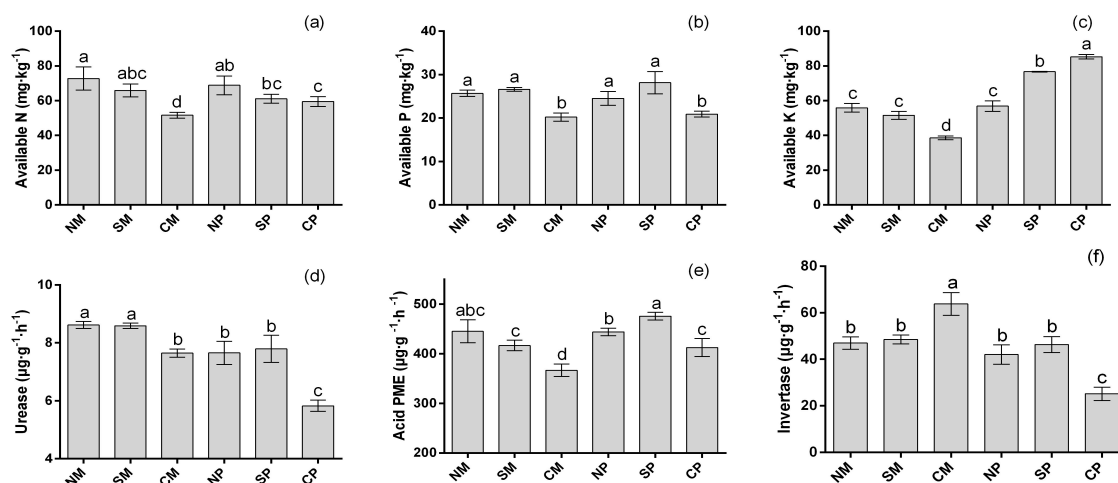 (a)
Available N (mg·kg⁻¹)
100
80
60
40
20
0
a
abc
d
ab
bc
c
NM
SM
CM
NP
SP
CP
(b)
Available P (mg·kg⁻¹)
40
30
20
10
0
a
a
b
a
a
b
NM
SM
CM
NP
SP
CP
(c)
Available K (mg·kg⁻¹)
100
80
60
40
20
0
c
c
d
c
b
a
NM
SM
CM
NP
SP
CP
(d)
Urease (μg·g⁻¹·h⁻¹)
10
8
6
4
a
a
b
b
b
c
NM
SM
CM
NP
SP
CP
(e)
Acid PME (μg·g⁻¹·h⁻¹)
500
400
300
200
abc
c
d
b
a
c
NM
SM
CM
NP
SP
CP
(f)
Invertase (μg·g⁻¹·h⁻¹)
80
60
40
20
0
b
b
a
b
b
c
NM
SM
CM
NP
SP
CP